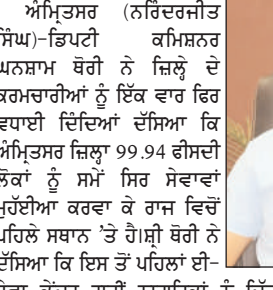 ਅੰਮ੍ਰਿਤਸਰ (ਨਰਿੰਦਰਜੀਤ
ਸਿੰਘ)-ਡਿਪਟੀ ਕਮਿਸ਼ਨਰ
ਘਨਸ਼ਾਮ ਥੋਰੀ ਨੇ ਜ਼ਿਲ੍ਹੇ ਦੇ
ਕਰਮਚਾਰੀਆਂ ਨੂੰ ਇੱਕ ਵਾਰ ਫਿਰ
ਵਧਾਈ ਦਿੰਦਿਆਂ ਦੱਸਿਆ ਕਿ
ਅੰਮ੍ਰਿਤਸਰ ਜ਼ਿਲ੍ਹਾ 99.94 ਫੀਸਦੀ
ਲੋਕਾਂ ਨੂੰ ਸਮੇਂ ਸਿਰ ਸੇਵਾਵਾਂ
ਮੁਹੱਈਆ ਕਰਵਾ ਕੇ ਰਾਜ ਵਿਚੋਂ
ਪਹਿਲੇ ਸਥਾਨ 'ਤੇ ਹੈ।ਸ਼੍ਰੀ ਥੋਰੀ ਨੇ
ਦੱਸਿਆ ਕਿ ਇਸ ਤੋਂ ਪਹਿਲਾਂ ਈ-